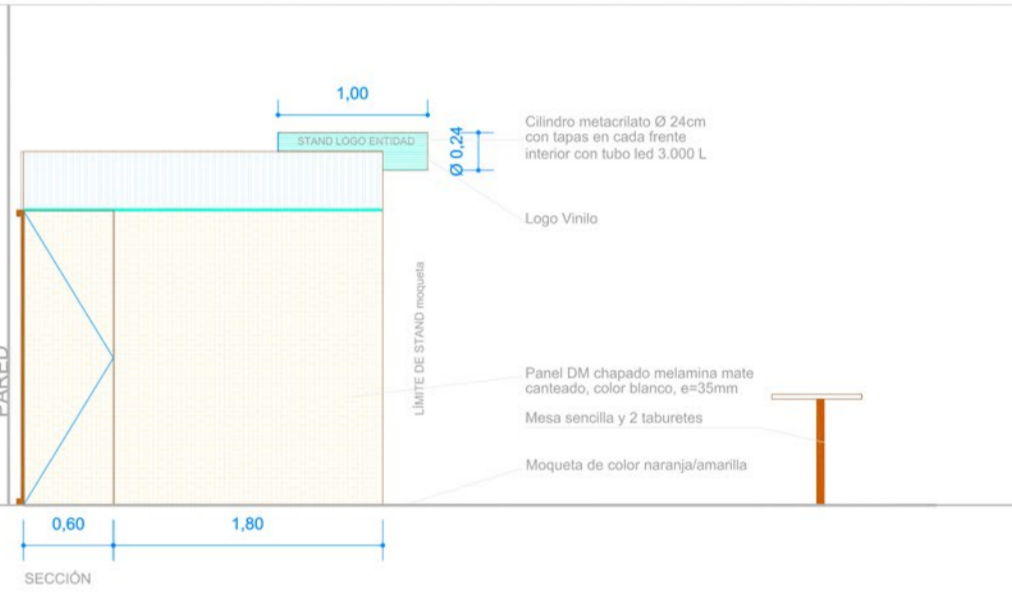 1,00
STAND LOGO ENTIDAD
Ø 0,24
Cilindro metacrilato Ø 24cm
con tapas en cada frente
interior con tubo led 3.000 L
Logo Vinilo
LÍMITE DE STAND moqueta
PARED
Panel DM chapado melamina mate
canteado, color blanco, e=35mm
Mesa sencilla y 2 taburetes
Moqueta de color naranja/amarilla
0,60
1,80
SECCIÓN